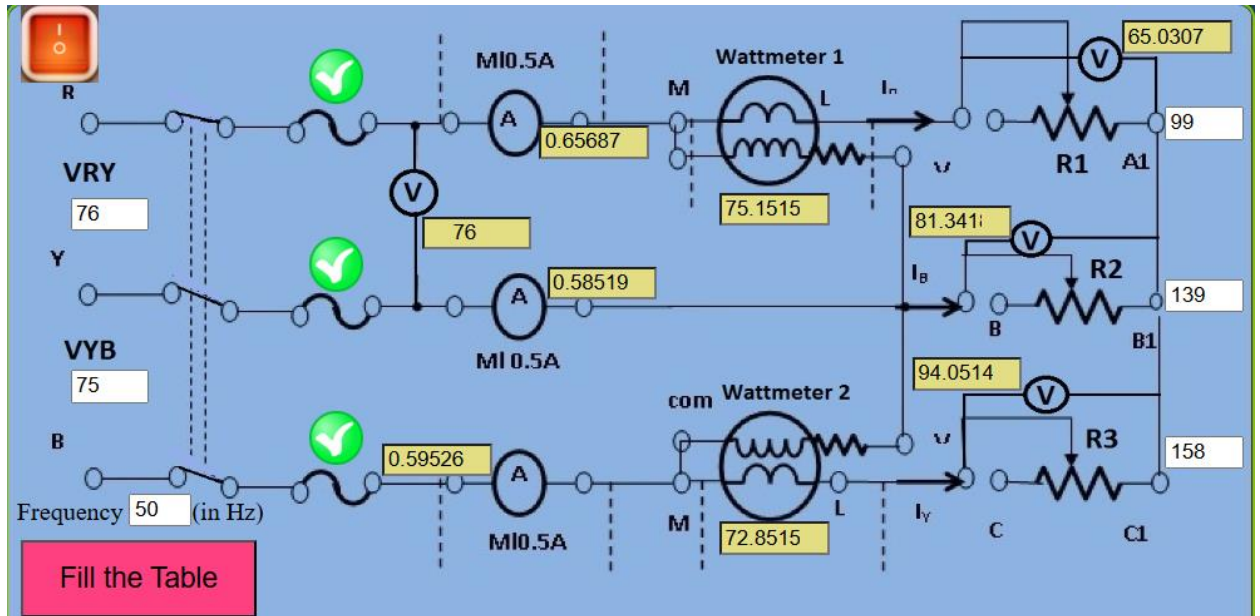 I
O
R
MI0.5A
A
0.65687
M
Wattmeter 1
L
V
65.0307
99
R1
A1
VRY
76
V
76
75.1515
81.3418
V
Y
A
0.58519
MI 0.5A
R2
139
B
B1
VYB
75
94.0514
V
com
Wattmeter 2
B
0.59526
A
MI0.5A
M
72.8515
L
R3
158
C
C1
Frequency 50 (in Hz)
Fill the Table